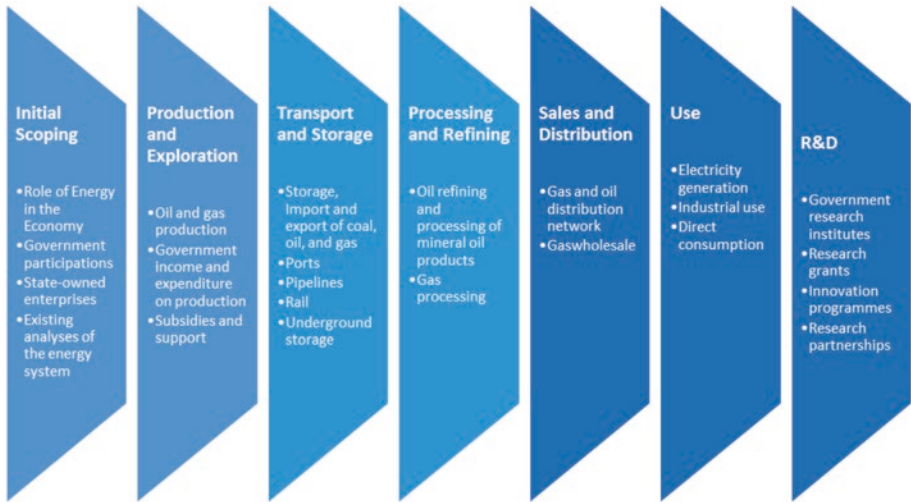 Initial
Scoping
•Role of Energy
in the
Economy
•Government
participations
•State-owned
enterprises
•Existing
analyses of
the energy
system
Production
and
Exploration
•Oil and gas
production
•Government
income and
expenditure
on production
•Subsidies and
support
Transport
and Storage
•Storage,
Import and
export of coal,
oil, and gas
•Ports
•Pipelines
•Rail
•Underground
storage
Processing
and Refining
•Oil refining
and
processing of
mineral oil
products
•Gas
processing
Sales and
Distribution
•Gas and oil
distribution
network
•Gaswholesale
Use
•Electricity
generation
•Industrial use
•Direct
consumption
R&D
•Government
research
institutes
•Research
grants
•Innovation
programmes
•Research
partnerships